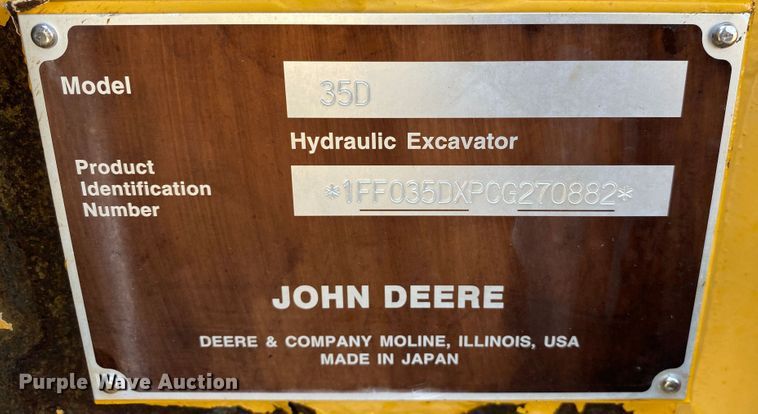 Model
35D
Hydraulic Excavator
Product
Identification
Number
*1FF035DXPCG270882*
JOHN DEERE
DEERE & COMPANY MOLINE, ILLINOIS, USA
MADE IN JAPAN
Purple Wave Auction